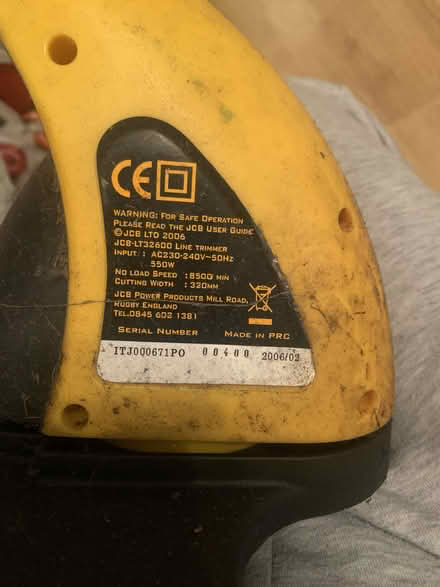 CE
WARNING: FOR SAFE OPERATION
PLEASE READ THE JCB USER GUIDE
©JCB LTD 2006
JCB-LT32600 LINE TRIMMER
INPUT : AC230-240V~50HZ
550W
NO LOAD SPEED :8500 MIN
CUTTING WIDTH : 320MM
JCB POWER PRODUCTS MILL ROAD,
RUGBY ENGLAND
TEL.0845 602 1381
SERIAL NUMBER MADE IN PRC
ITJ000671PO 00400 2006/02